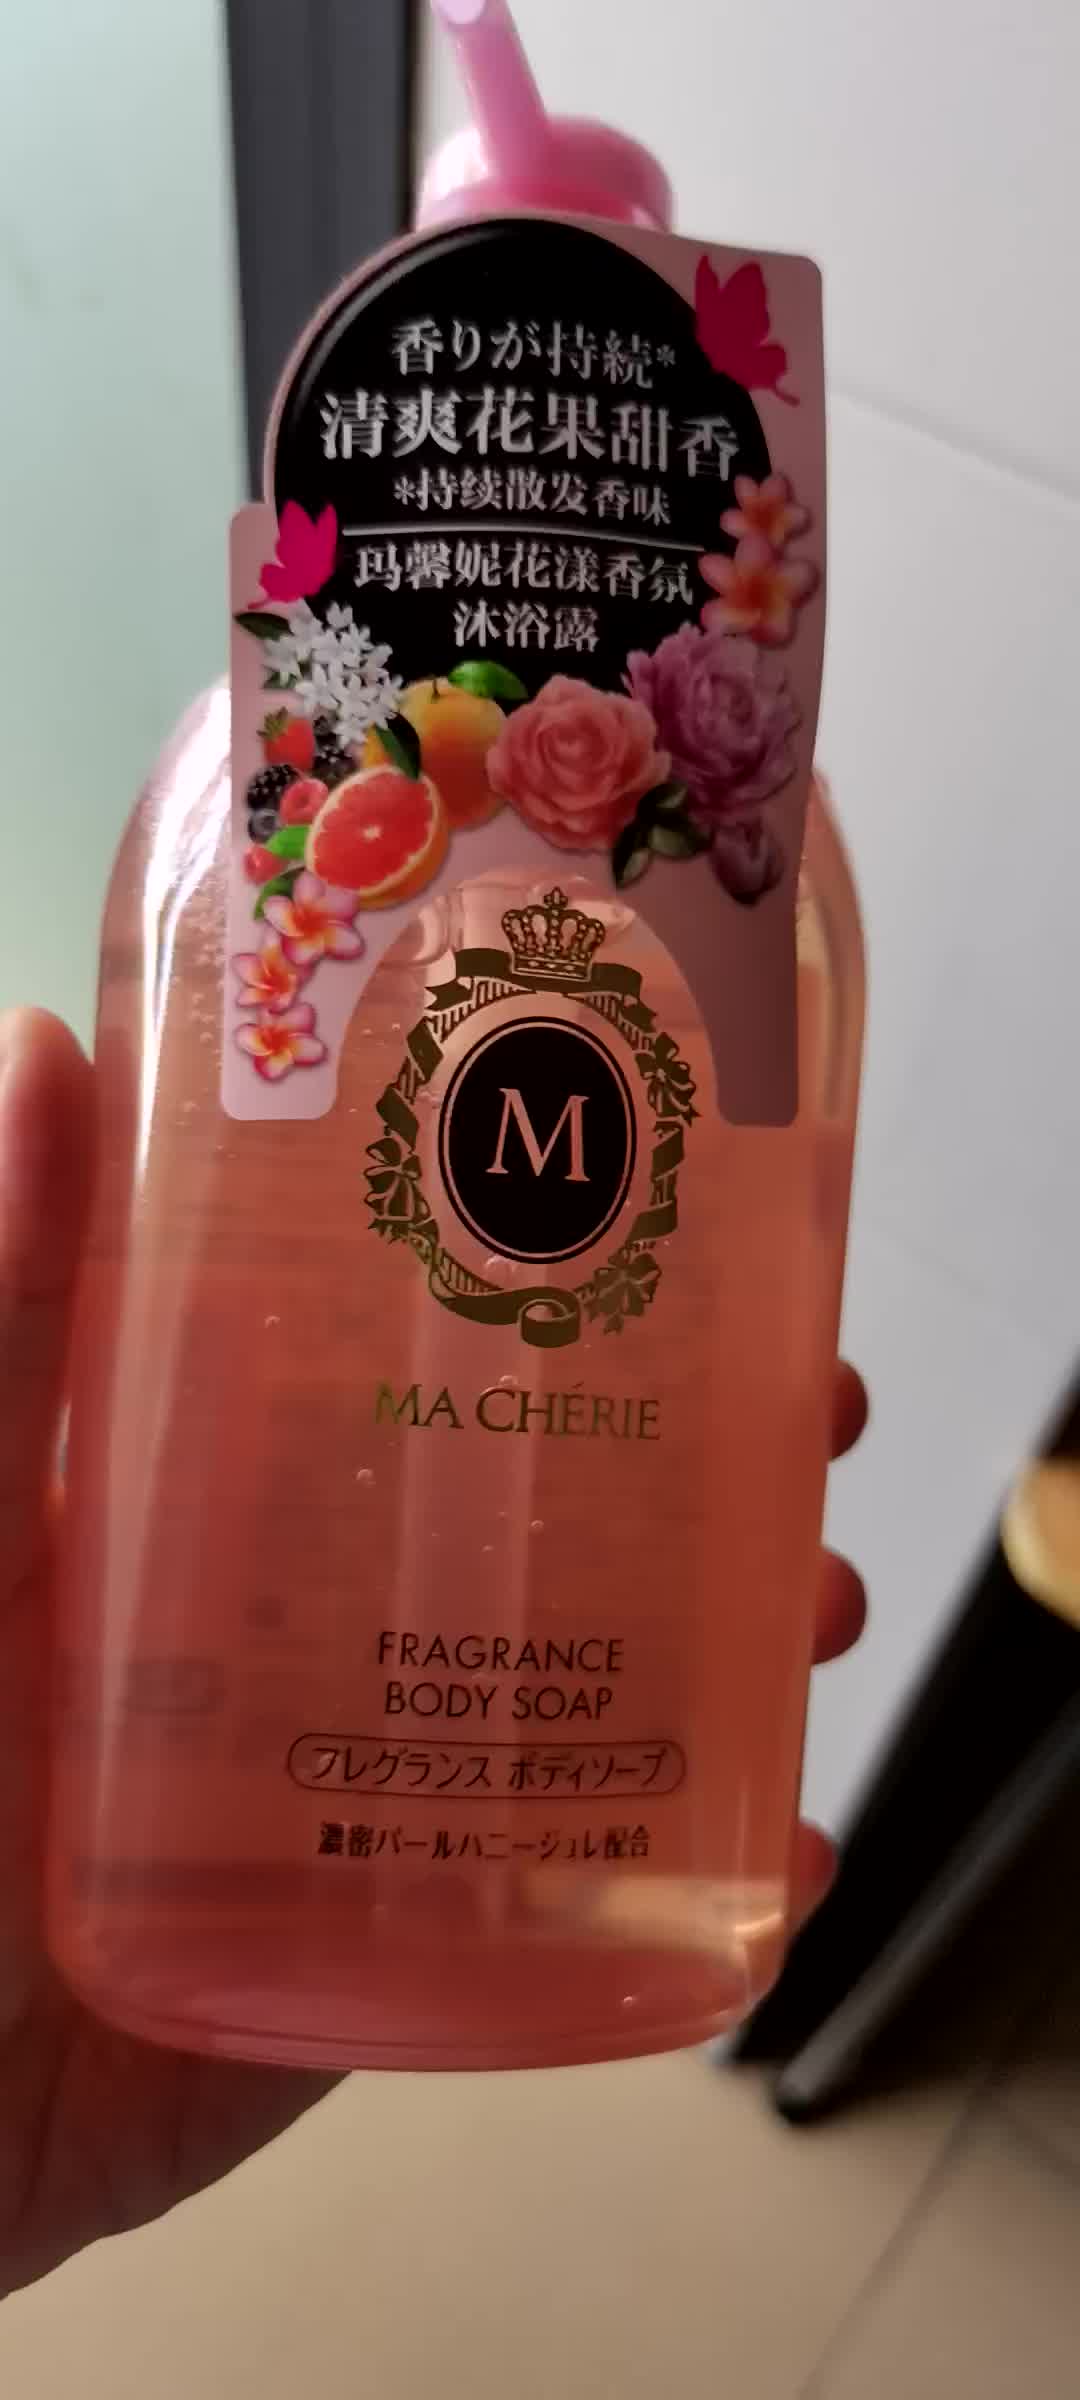 香りが持続*
清爽花果甜香
*持续散发香味
玛馨妮花漾香氛
沐浴露
M
MA CHÉRIE
FRAGRANCE
BODY SOAP
フレグランス ボディソープ
濃密パールハニージュレ配合